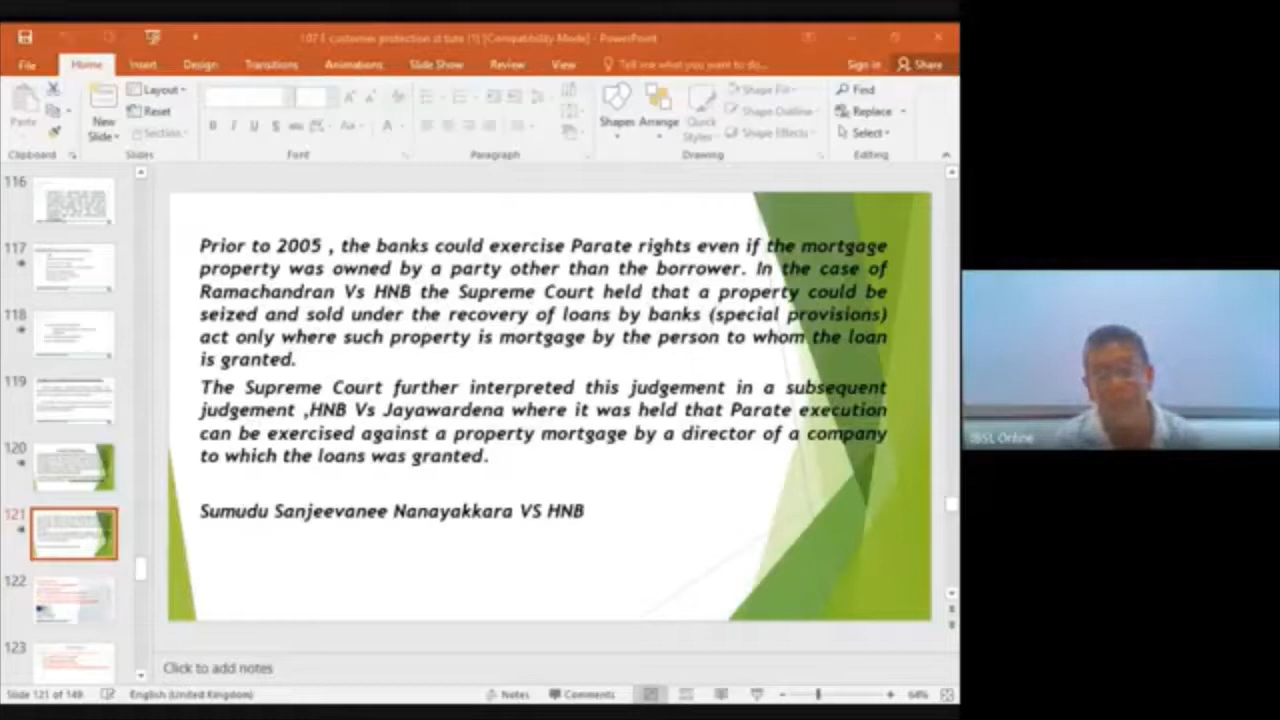 107 E customer protection st tute (1) [Compatibility Mode] - PowerPoint
File Home Insert Design Transitions Animations Slide Show Review View Tell me what you want to do... Sign in Share
Paste
Clipboard
New Slide
Layout
Reset
Section
Slides
Font
Paragraph
Shapes Arrange Quick Styles
Shape Fill
Shape Outline
Shape Effects
Drawing
Find
Replace
Select
Editing
116
117
118
119
120
121
122
123
Prior to 2005 , the banks could exercise Parate rights even if the mortgage
property was owned by a party other than the borrower. In the case of
Ramachandran Vs HNB the Supreme Court held that a property could be
seized and sold under the recovery of loans by banks (special provisions)
act only where such property is mortgage by the person to whom the loan
is granted.
The Supreme Court further interpreted this judgement in a subsequent
judgement ,HNB Vs Jayawardena where it was held that Parate execution
can be exercised against a property mortgage by a director of a company
to which the loans was granted.
Sumudu Sanjeevanee Nanayakkara VS HNB
Click to add notes
Slide 121 of 149 English (United Kingdom) Notes Comments 64%
IBSL Online